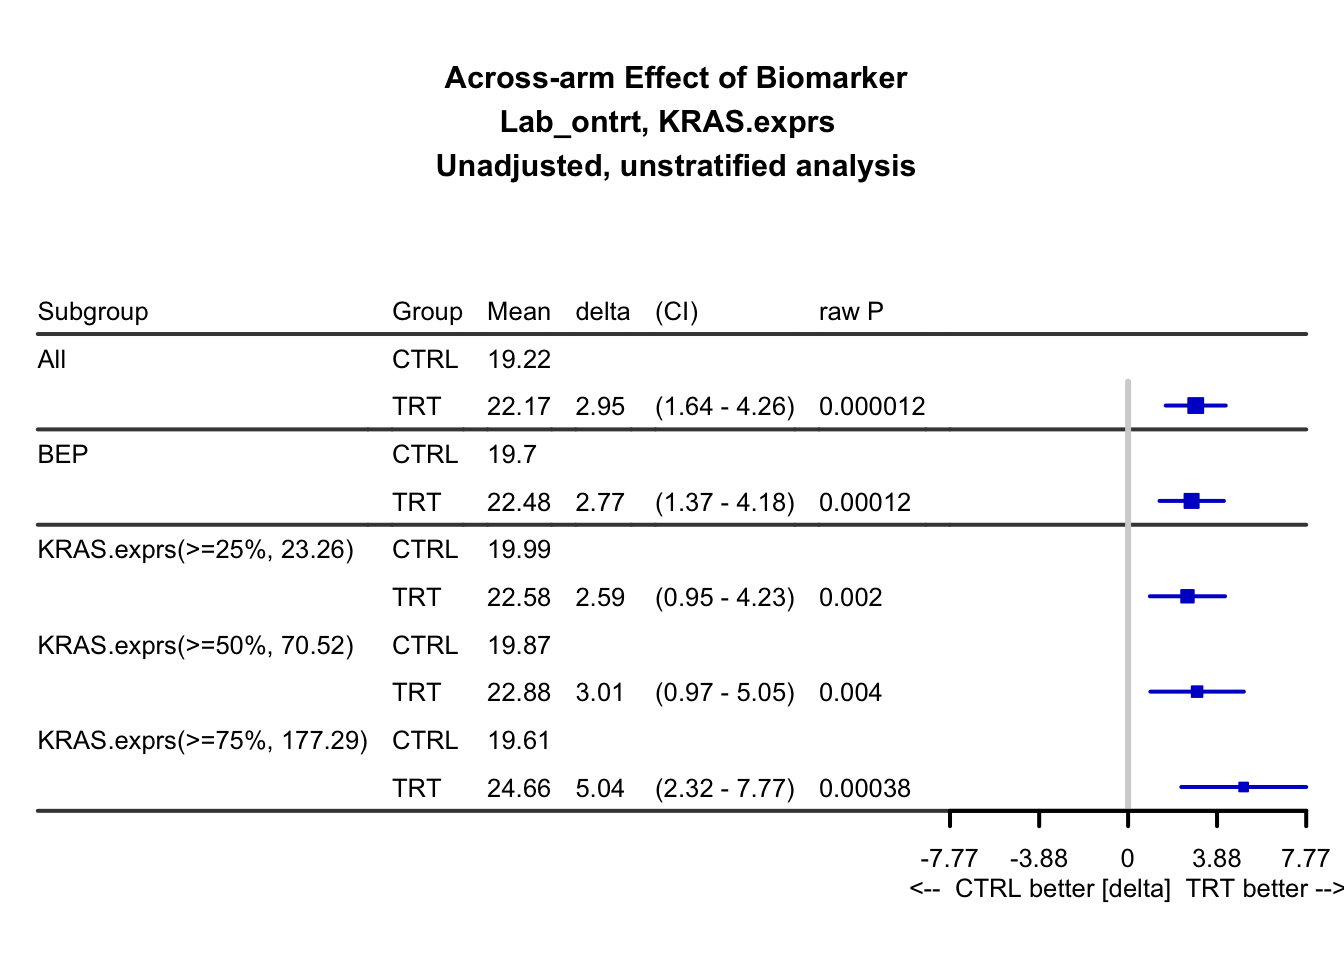 Across-arm Effect of Biomarker
Lab_ontrt, KRAS.exprs
Unadjusted, unstratified analysis
Subgroup Group Mean delta (CI) raw P
All CTRL 19.22
TRT 22.17 2.95 (1.64 - 4.26) 0.000012
BEP CTRL 19.7
TRT 22.48 2.77 (1.37 - 4.18) 0.00012
KRAS.exprs(>=25%, 23.26) CTRL 19.99
TRT 22.58 2.59 (0.95 - 4.23) 0.002
KRAS.exprs(>=50%, 70.52) CTRL 19.87
TRT 22.88 3.01 (0.97 - 5.05) 0.004
KRAS.exprs(>=75%, 177.29) CTRL 19.61
TRT 24.66 5.04 (2.32 - 7.77) 0.00038
-7.77 -3.88 0 3.88 7.77
<-- CTRL better [delta] TRT better -->